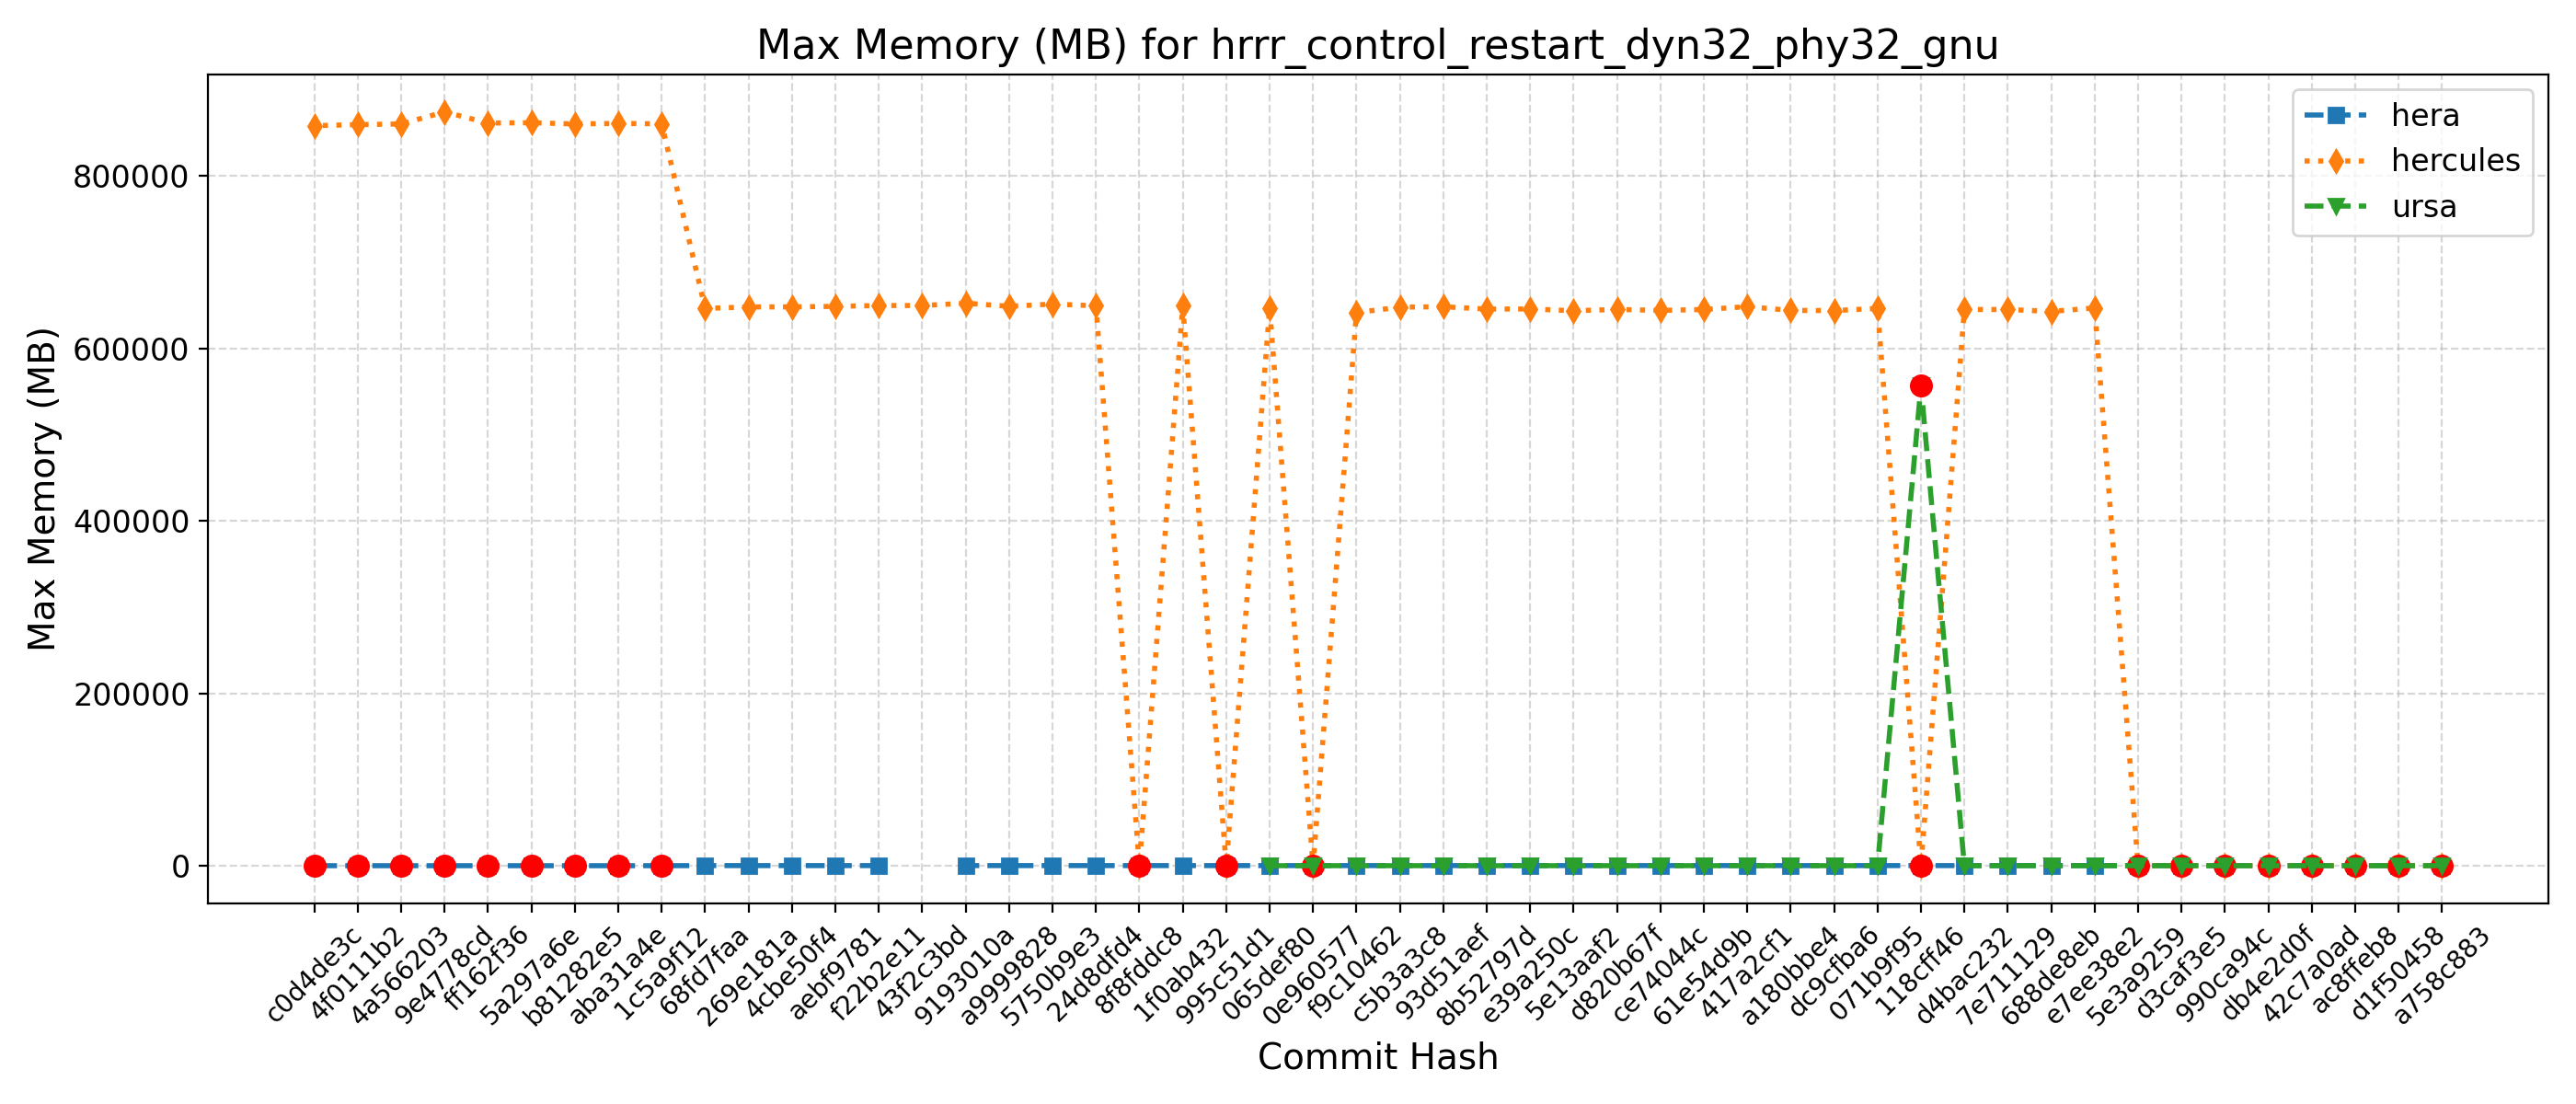 Max Memory (MB) for hrrr_control_restart_dyn32_phy32_gnu
hera
hercules
ursa
Max Memory (MB)
800000
600000
400000
200000
0
c0d4de3c
4f0111b2
4a566203
9e4778cd
ff162f36
5a297a6e
b81282e5
aba31a4e
1c5a9f12
68fd7faa
269e181a
4cbe50f4
aebf9781
f22b2e11
43f2c3bd
9193010a
a9999828
5750b9e3
24d8dfd4
8f8fddc8
1f0ab432
995c51d1
065def80
0e960577
f9c10462
c5b3a3c8
93d51aef
8b52797d
e39a250c
5e13aaf2
d820b67f
ce74044c
61e54d9b
417a2cf1
a180bbe4
dc9cfba6
071b9f95
118cff46
d4bac232
7e711129
688de8eb
e7ee38e2
5e3a9259
d3caf3e5
990ca94c
db4e2d0f
42c7a0ad
ac8ffeb8
d1f50458
a758c883
Commit Hash